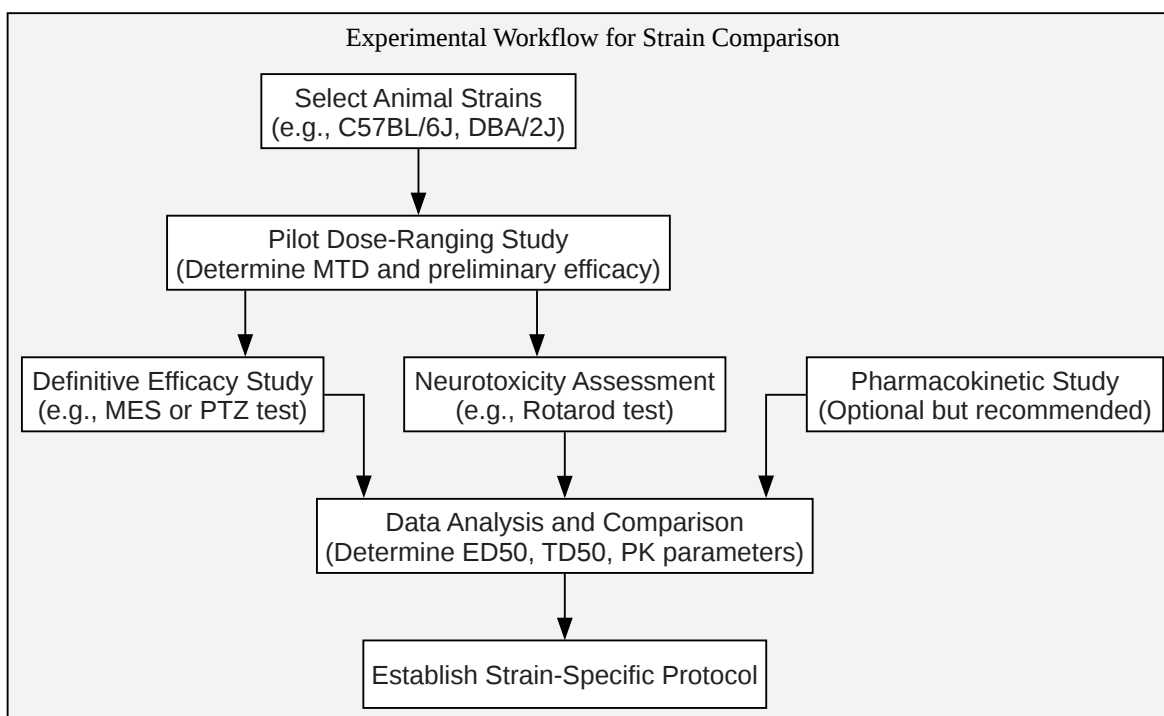 Experimental Workflow for Strain Comparison
Select Animal Strains
(e.g., C57BL/6J, DBA/2J)
Pilot Dose-Ranging Study
(Determine MTD and preliminary efficacy)
Definitive Efficacy Study
(e.g., MES or PTZ test)
Neurotoxicity Assessment
(e.g., Rotarod test)
Pharmacokinetic Study
(Optional but recommended)
Data Analysis and Comparison
(Determine ED50, TD50, PK parameters)
Establish Strain-Specific Protocol